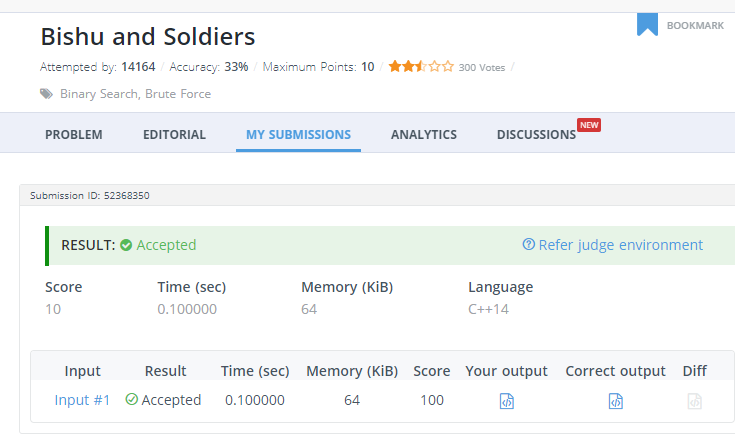 Bishu and Soldiers
BOOKMARK
Attempted by: 14164 / Accuracy: 33% / Maximum Points: 10 / 300 Votes /
Binary Search, Brute Force
PROBLEM EDITORIAL MY SUBMISSIONS ANALYTICS DISCUSSIONS NEW
Submission ID: 52368350
RESULT: Accepted Refer judge environment
Score Time (sec) Memory (KiB) Language
10 0.100000 64 C++14
Input Result Time (sec) Memory (KiB) Score Your output Correct output Diff
Input #1 Accepted 0.100000 64 100